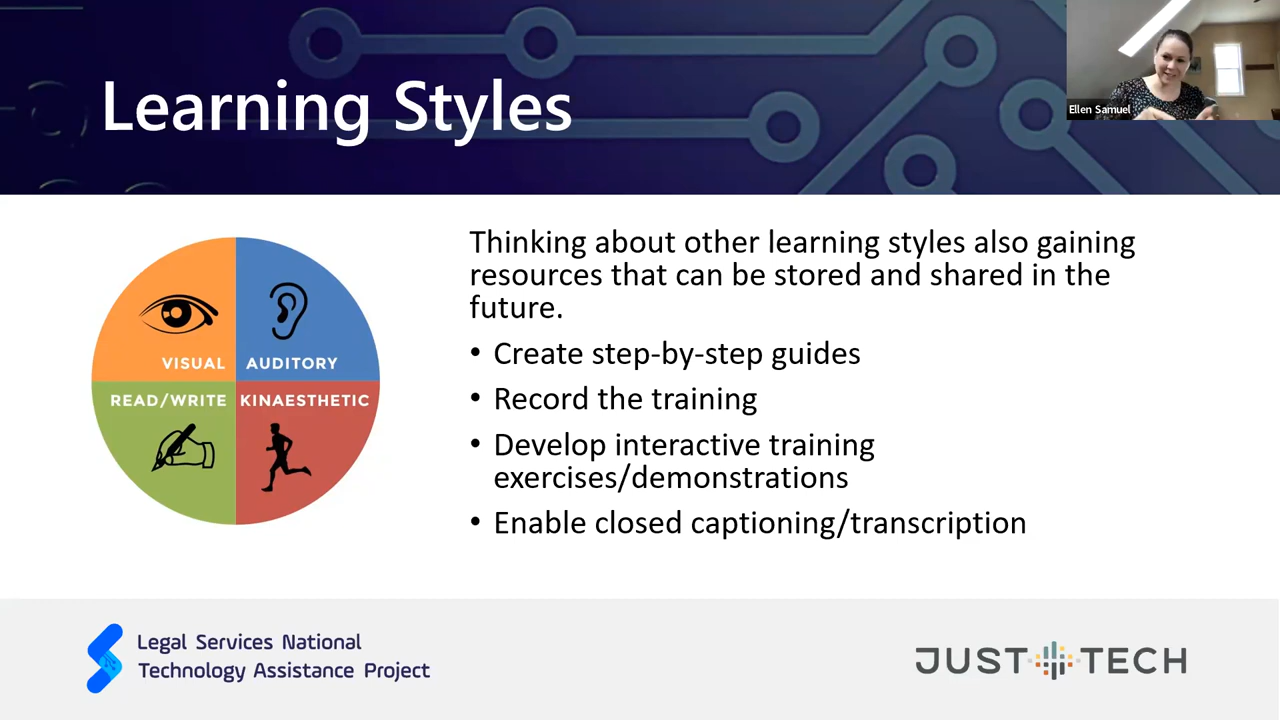 Learning Styles
Ellen Samuel
VISUAL
AUDITORY
READ/WRITE
KINAESTHETIC
Thinking about other learning styles also gaining
resources that can be stored and shared in the
future.
• Create step-by-step guides
• Record the training
• Develop interactive training
exercises/demonstrations
• Enable closed captioning/transcription
Legal Services National
Technology Assistance Project
JUST TECH